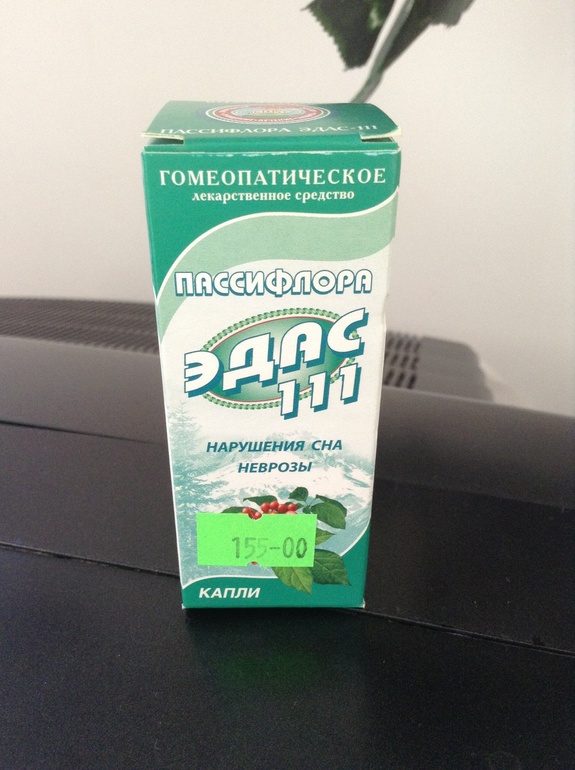 ПАССИФЛОРА ЭДАС-111
ГОМЕОПАТИЧЕСКОЕ
лекарственное средство
ПАССИФЛОРА
ЭДАС
111
НАРУШЕНИЯ СНА
НЕВРОЗЫ
155-00
КАПЛИ